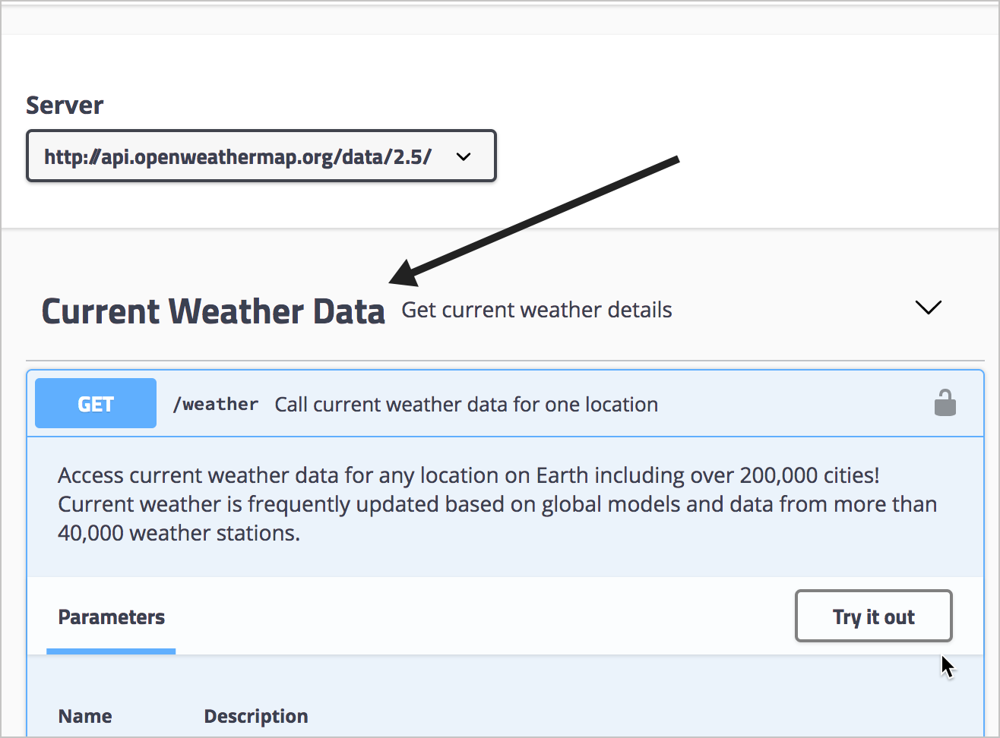 Server
http://api.openweathermap.org/data/2.5/
Current Weather Data Get current weather details
GET /weather Call current weather data for one location
Access current weather data for any location on Earth including over 200,000 cities!
Current weather is frequently updated based on global models and data from more than
40,000 weather stations.
Parameters Try it out
Name Description